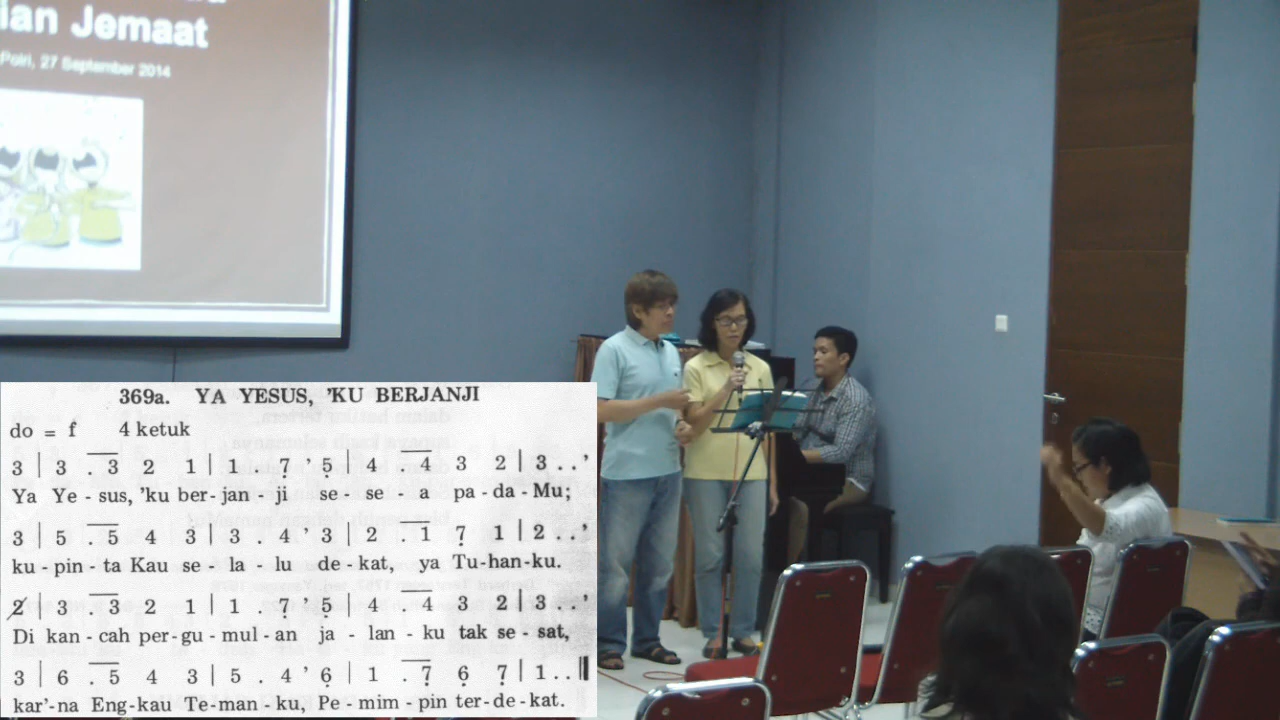 ian Jemaat
Polri, 27 September 2014
369a. YA YESUS, 'KU BERJANJI
do = f 4 ketuk
3 | 3 . 3 2 1 | 1 . 7 ' 5 | 4 . 4 3 2 | 3 . . '
Ya Ye - sus, 'ku ber - jan - ji se - se - a pa - da - Mu;
3 | 5 . 5 4 3 | 3 . 4 ' 3 | 2 . 1 7 1 | 2 . . '
ku - pin - ta Kau se - la - lu de - kat, ya Tu - han - ku.
2 | 3 . 3 2 1 | 1 . 7 5 | 4 . 4 3 2 | 3 . . '
Di kan - cah per - gu - mul - an ja - lan - ku tak se - sat,
3 | 6 . 5 4 3 | 5 . 4 ' 6 | 1 . 7 6 7 | 1 . .
kar'- na Eng - kau Te - man - ku, Pe - mim - pin ter - de - kat.